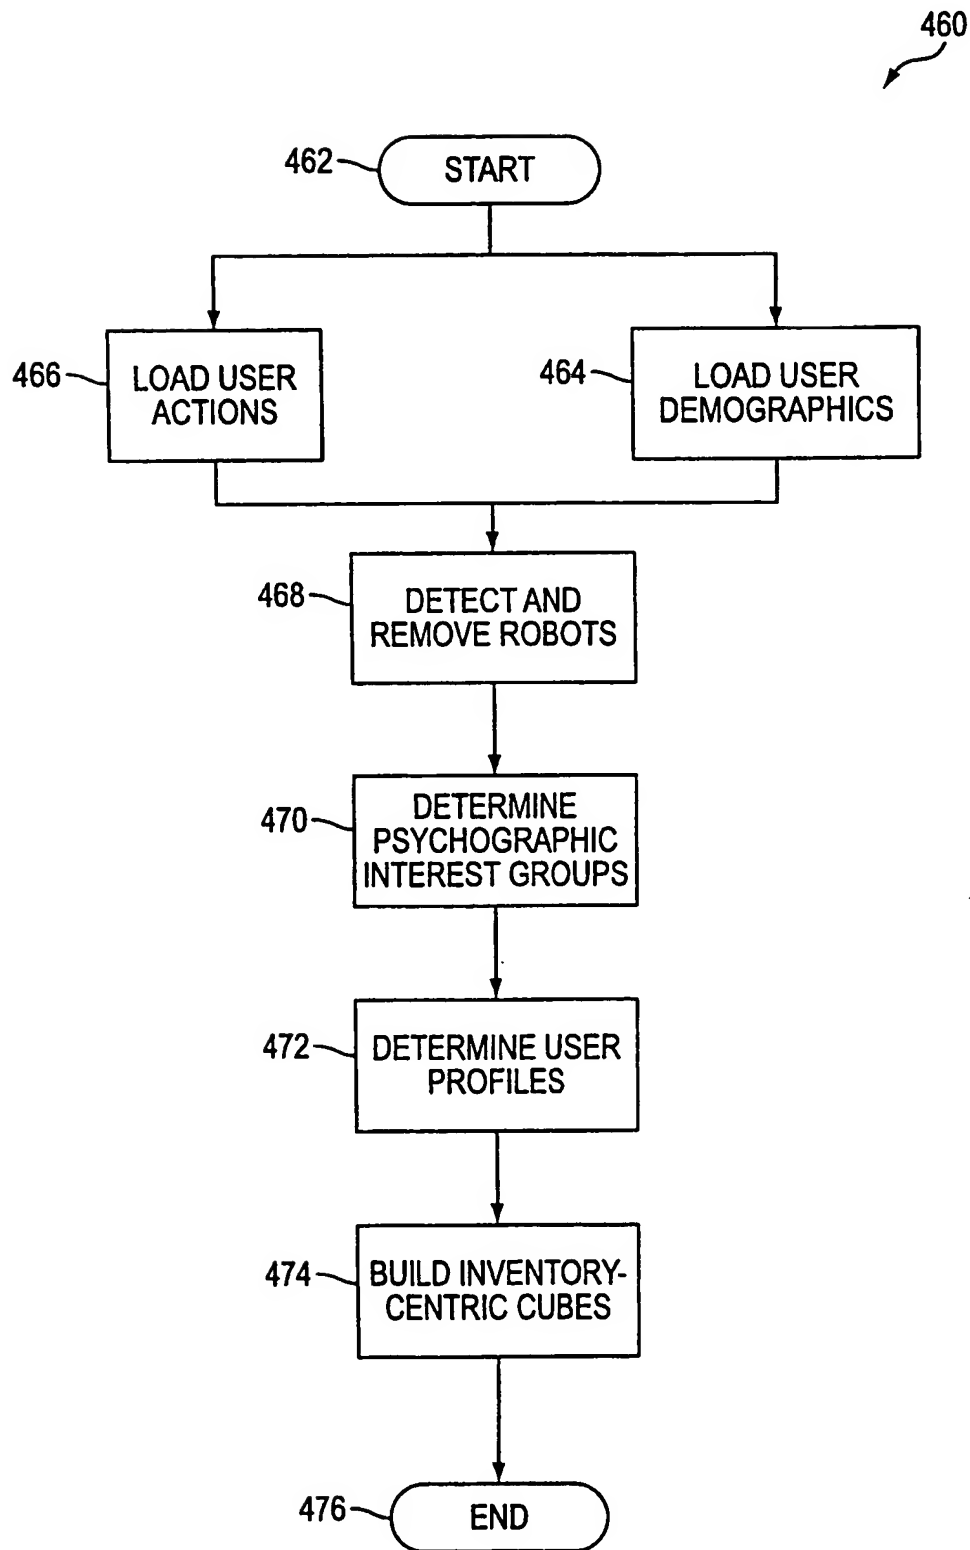 460
462
START
466
LOAD USER
ACTIONS
464
LOAD USER
DEMOGRAPHICS
468
DETECT AND
REMOVE ROBOTS
470
DETERMINE
PSYCHOGRAPHIC
INTEREST GROUPS
472
DETERMINE USER
PROFILES
474
BUILD INVENTORY-
CENTRIC CUBES
476
END